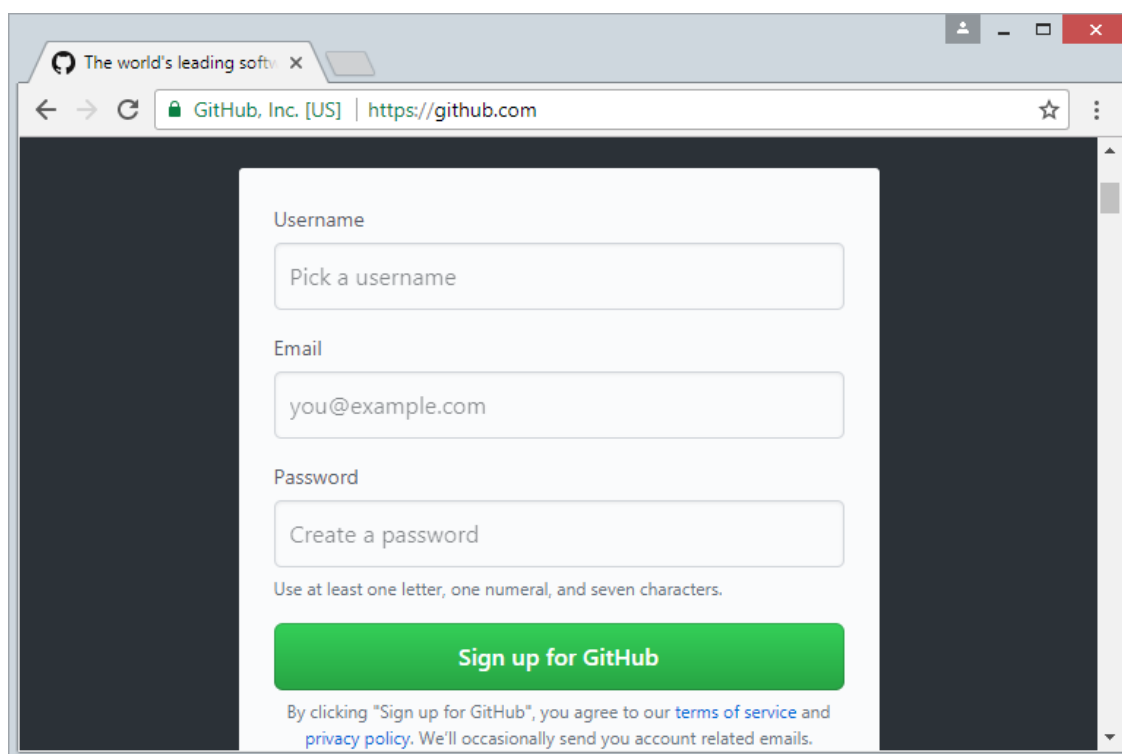 The world's leading softw
GitHub, Inc. [US] | https://github.com
Username
Pick a username
Email
you@example.com
Password
Create a password
Use at least one letter, one numeral, and seven characters.
Sign up for GitHub
By clicking "Sign up for GitHub", you agree to our terms of service and
privacy policy. We'll occasionally send you account related emails.